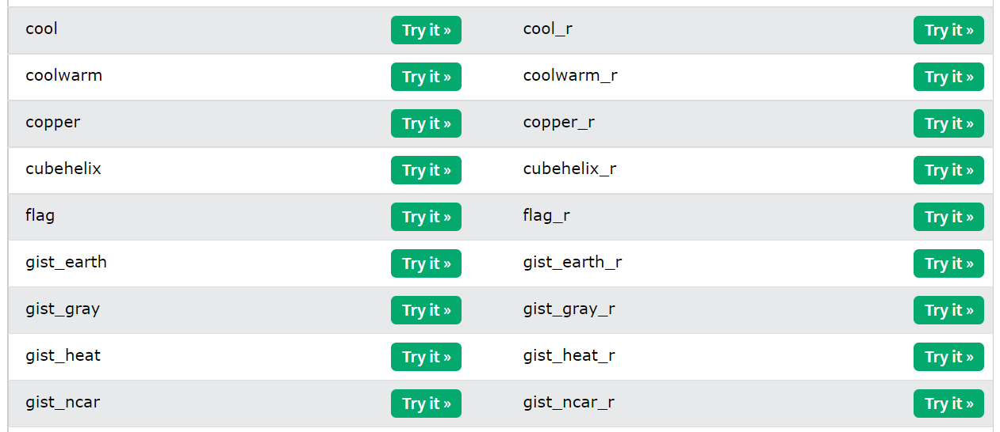 cool Try it » cool_r Try it »
coolwarm Try it » coolwarm_r Try it »
copper Try it » copper_r Try it »
cubehelix Try it » cubehelix_r Try it »
flag Try it » flag_r Try it »
gist_earth Try it » gist_earth_r Try it »
gist_gray Try it » gist_gray_r Try it »
gist_heat Try it » gist_heat_r Try it »
gist_ncar Try it » gist_ncar_r Try it »